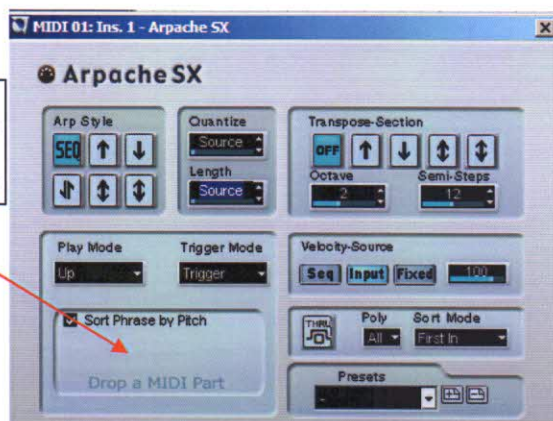 MIDI 01: Ins. 1 - Arpache SX
Arpache SX
Arp Style
SEQ
Quantize
Source
Length
Source
Transpose-Section
OFF
Octave
Semi-Steps
2
12
Play Mode
Trigger Mode
Up
Trigger
Sort Phrase by Pitch
Drop a MIDI Part
Velocity-Source
Seq
Input
Fixed
100
THRU
Poly
Sort Mode
All
First In
Presets